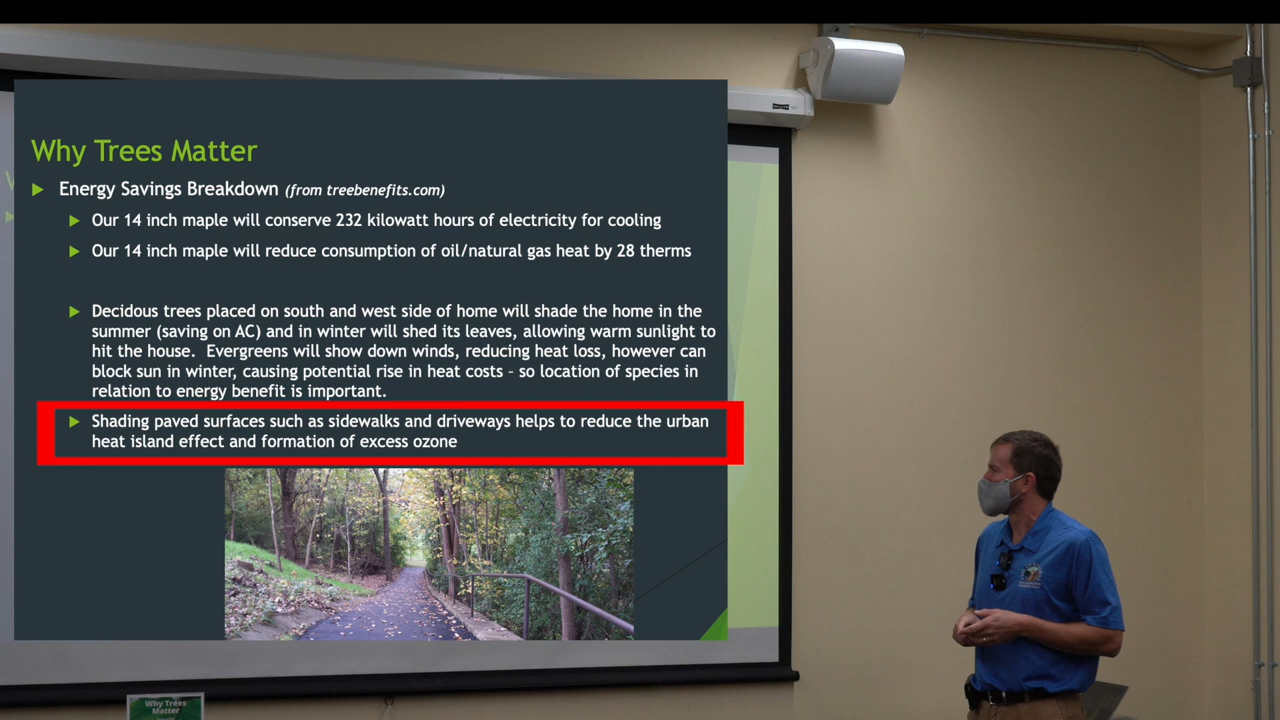 Why Trees Matter
Energy Savings Breakdown (from treebenefits.com)
Our 14 inch maple will conserve 232 kilowatt hours of electricity for cooling
Our 14 inch maple will reduce consumption of oil/natural gas heat by 28 therms
Decidous trees placed on south and west side of home will shade the home in the
summer (saving on AC) and in winter will shed its leaves, allowing warm sunlight to
hit the house. Evergreens will show down winds, reducing heat loss, however can
block sun in winter, causing potential rise in heat costs – so location of species in
relation to energy benefit is important.
Shading paved surfaces such as sidewalks and driveways helps to reduce the urban
heat island effect and formation of excess ozone
Why Trees
Matter